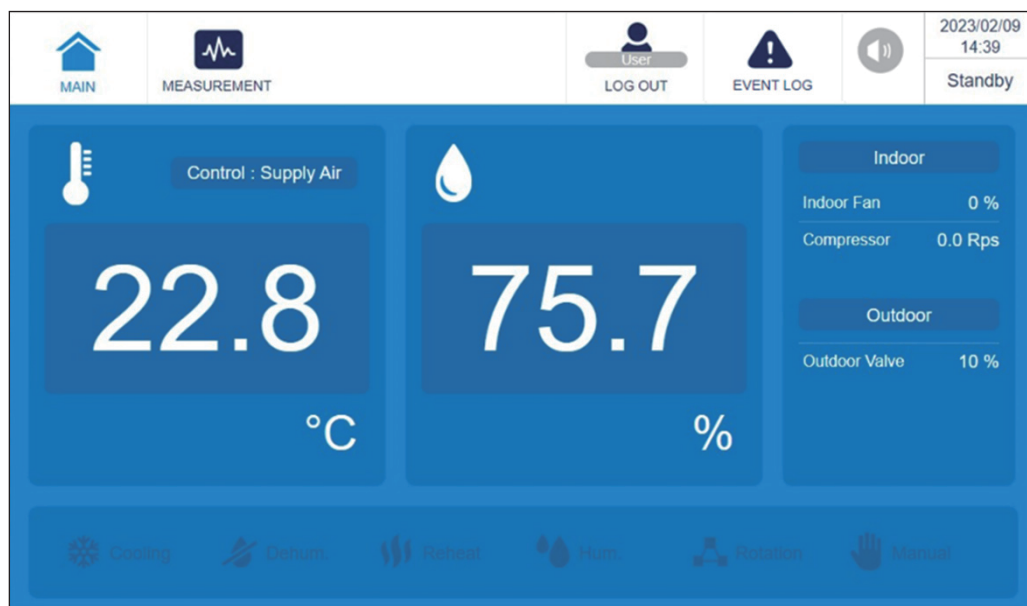 MAIN
MEASUREMENT
User
LOG OUT
EVENT LOG
2023/02/09
14:39
Standby
Control : Supply Air
22.8
°C
75.7
%
Indoor
Indoor Fan 0 %
Compressor 0.0 Rps
Outdoor
Outdoor Valve 10 %
Cooling Dehum. Reheat Hum. Rotation Manual